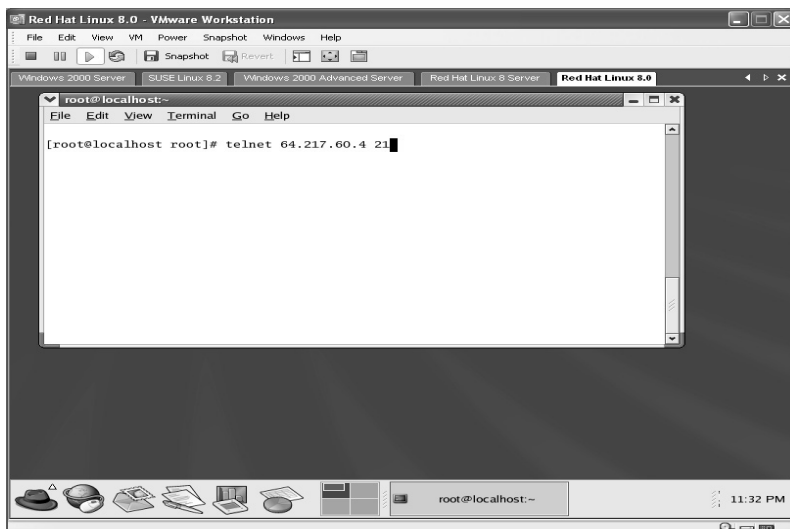 Red Hat Linux 8.0 - VMware Workstation
File Edit View VM Power Snapshot Windows Help
Snapshot Revert
Windows 2000 Server SUSE Linux 8.2 Windows 2000 Advanced Server Red Hat Linux 8 Server Red Hat Linux 8.0
root@localhost:~
File Edit View Terminal Go Help
[root@localhost root]# telnet 64.217.60.4 21
root@localhost:~
11:32 PM